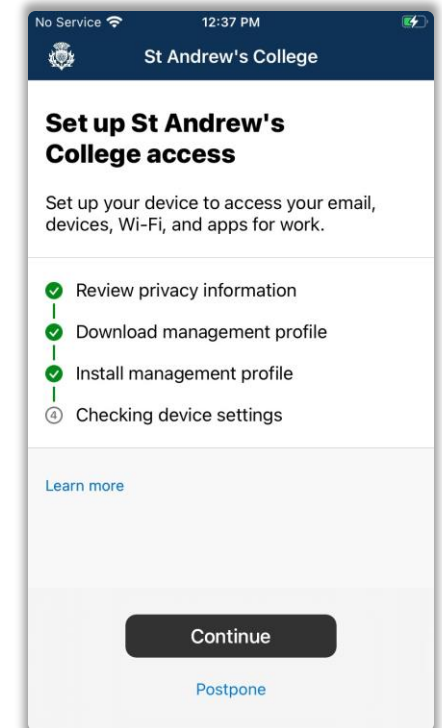 No Service 12:37 PM
St Andrew's College
Set up St Andrew's
College access
Set up your device to access your email,
devices, Wi-Fi, and apps for work.
Review privacy information
Download management profile
Install management profile
4 Checking device settings
Learn more
Continue
Postpone